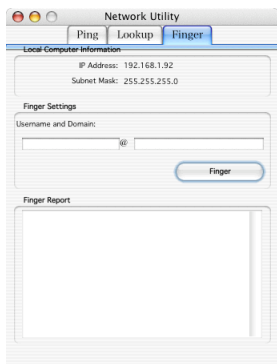 Network Utility
Ping Lookup Finger
Local Computer Information
IP Address: 192.168.1.92
Subnet Mask: 255.255.255.0
Finger Settings
Username and Domain:
@
Finger
Finger Report